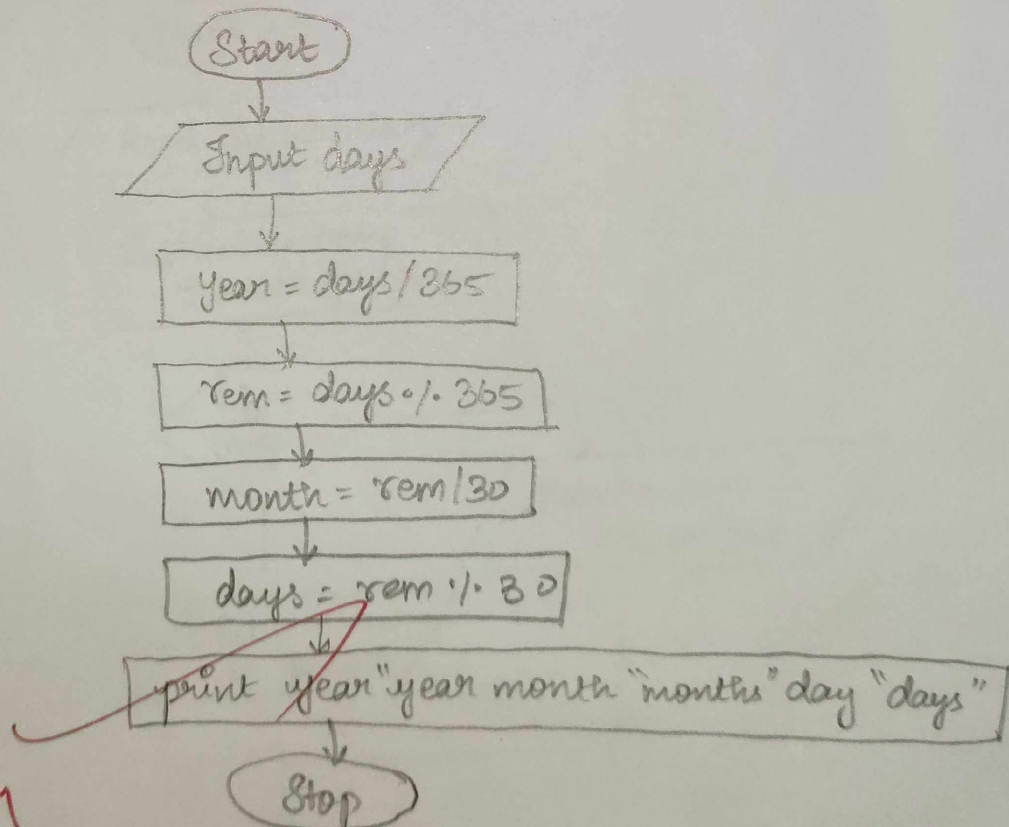 Start
Input days
year = days/365
rem = days % 365
month = rem/30
days = rem % 30
print year "year month "months" day "days"
Stop